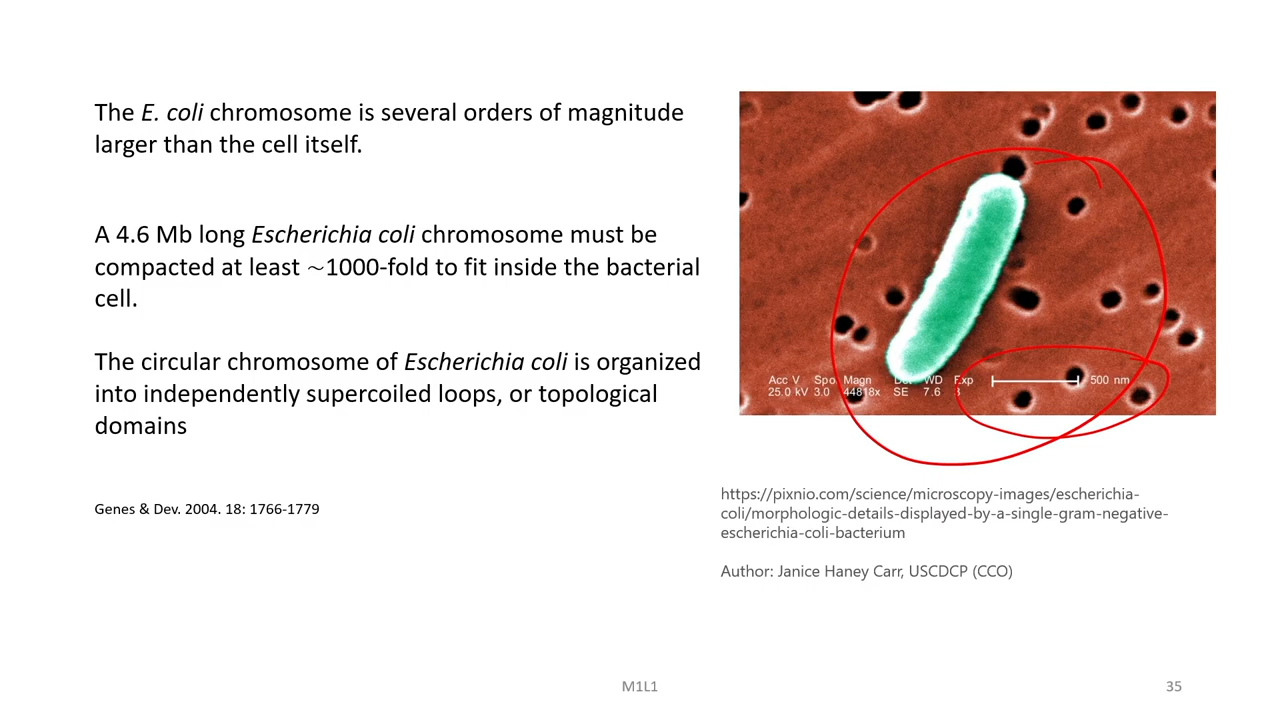 The E. coli chromosome is several orders of magnitude
larger than the cell itself.
A 4.6 Mb long Escherichia coli chromosome must be
compacted at least ~1000-fold to fit inside the bacterial
cell.
The circular chromosome of Escherichia coli is organized
into independently supercoiled loops, or topological
domains
Genes & Dev. 2004. 18: 1766-1779
Acc V Spot Magn Det WD Exp
25.0 kV 3.0 44818x SE 7.6 3
500 nm
https://pixnio.com/science/microscopy-images/escherichia-
coli/morphologic-details-displayed-by-a-single-gram-negative-
escherichia-coli-bacterium
Author: Janice Haney Carr, USCDCP (CCO)
M1L1
35